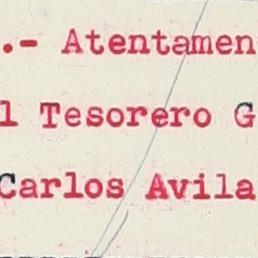 .- Atentamen
l Tesorero G
Carlos Avila